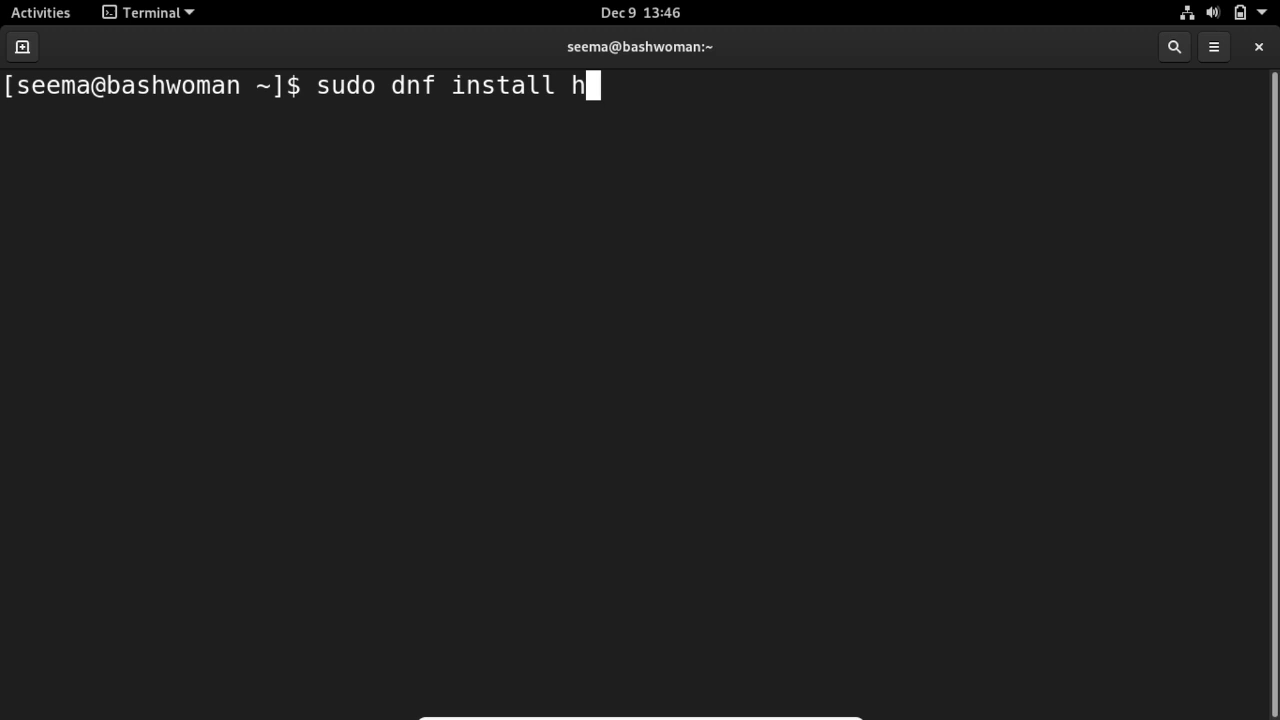 Activities Terminal Dec 9 13:46
seema@bashwoman:~
[seema@bashwoman ~]$ sudo dnf install h